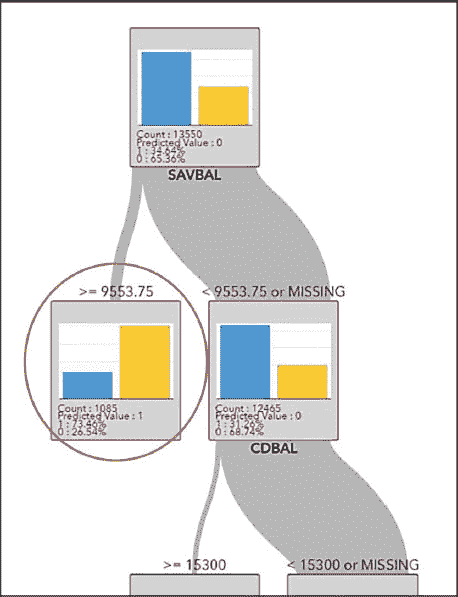 Count : 13550
Predicted Value : 0
1 : 34.64%
0 : 65.36%
SAVBAL
>= 9553.75
< 9553.75 or MISSING
Count : 1085
Predicted Value : 1
1 : 73.46%
0 : 26.54%
Count : 12465
Predicted Value : 0
1 : 31.26%
0 : 68.74%
CDBAL
>= 15300
< 15300 or MISSING